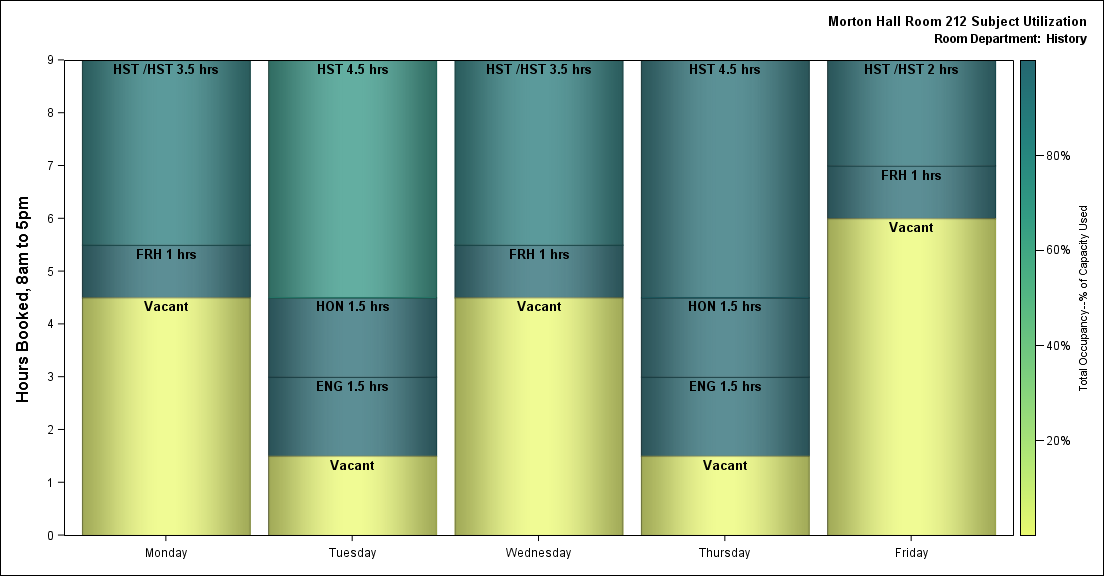 Morton Hall Room 212 Subject Utilization
Room Department: History
Hours Booked, 8am to 5pm
9
8
7
6
5
4
3
2
1
0
HST /HST 3.5 hrs
FRH 1 hrs
Vacant
HST 4.5 hrs
HON 1.5 hrs
ENG 1.5 hrs
Vacant
HST /HST 3.5 hrs
FRH 1 hrs
Vacant
HST 4.5 hrs
HON 1.5 hrs
ENG 1.5 hrs
Vacant
HST /HST 2 hrs
FRH 1 hrs
Vacant
Monday
Tuesday
Wednesday
Thursday
Friday
80%
60%
40%
20%
Total Occupancy--% of Capacity Used